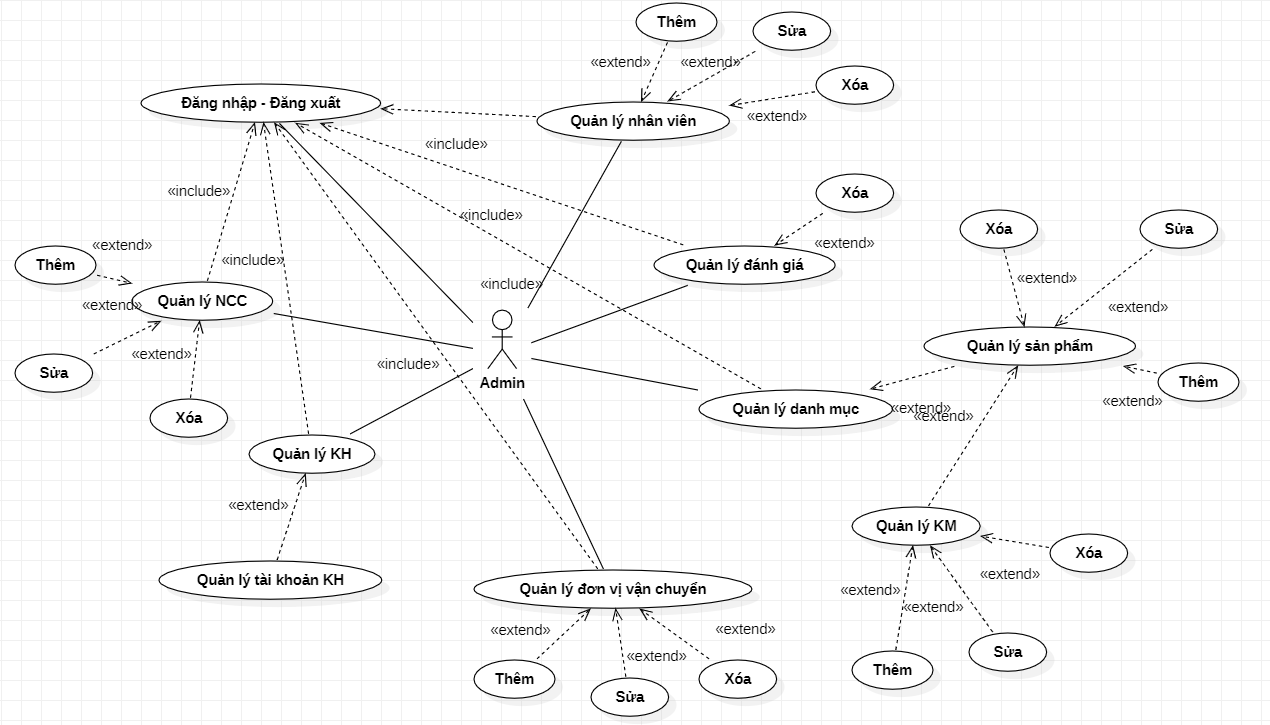 Thêm
Sửa
«extend»
«extend»
Xóa
Đăng nhập - Đăng xuất
«extend»
Quản lý nhân viên
«include»
«include»
Xóa
«include»
Xóa
Sửa
«extend»
«extend»
Thêm
«include»
Quản lý đánh giá
«extend»
«include»
Quản lý NCC
«extend»
«extend»
«extend»
Quản lý sản phẩm
«include»
Sửa
Admin
Thêm
«extend»
Xóa
Quản lý danh mục
«extend»
«extend»
Quản lý KH
«extend»
Quản lý KM
Xóa
«extend»
Quản lý tài khoản KH
Quản lý đơn vị vận chuyển
«extend»
«extend»
«extend»
«extend»
«extend»
Sửa
Thêm
Thêm
Xóa
Sửa